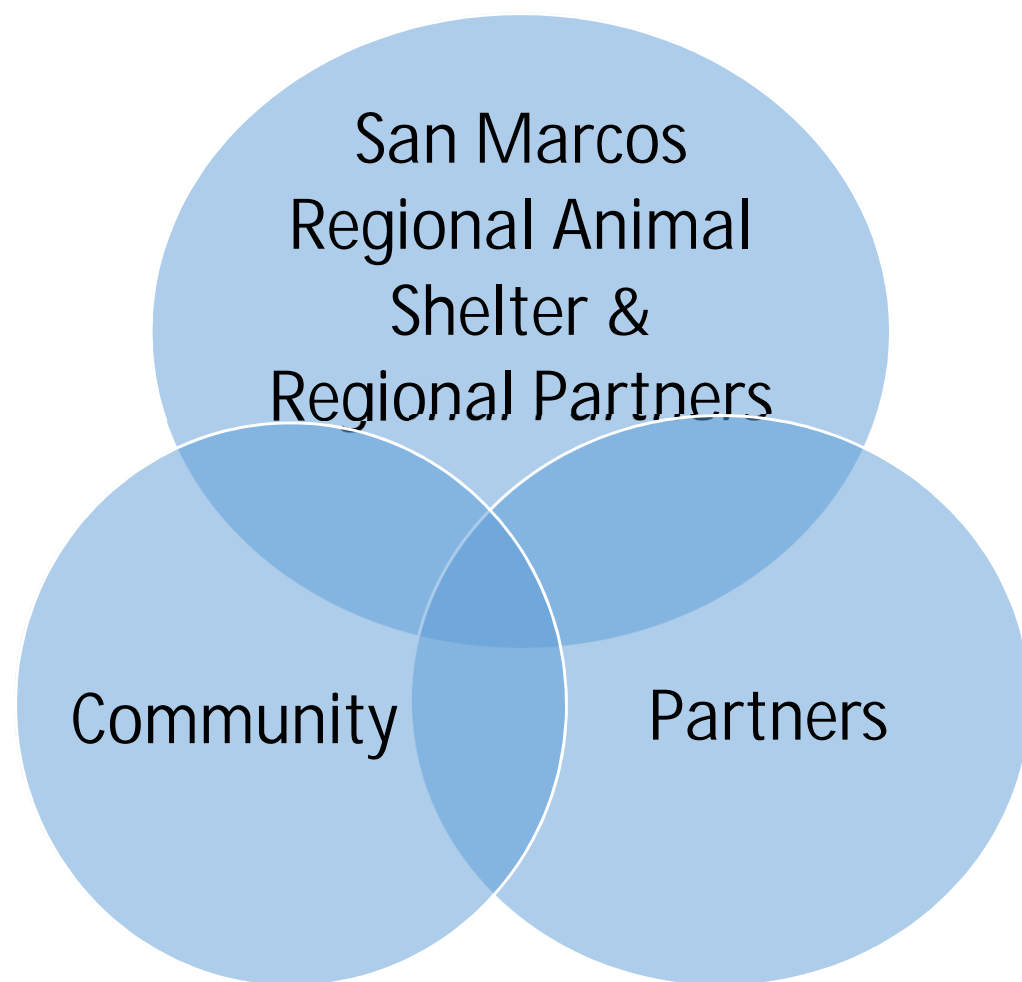 San Marcos
Regional Animal
Shelter &
Regional Partners
Community
Partners